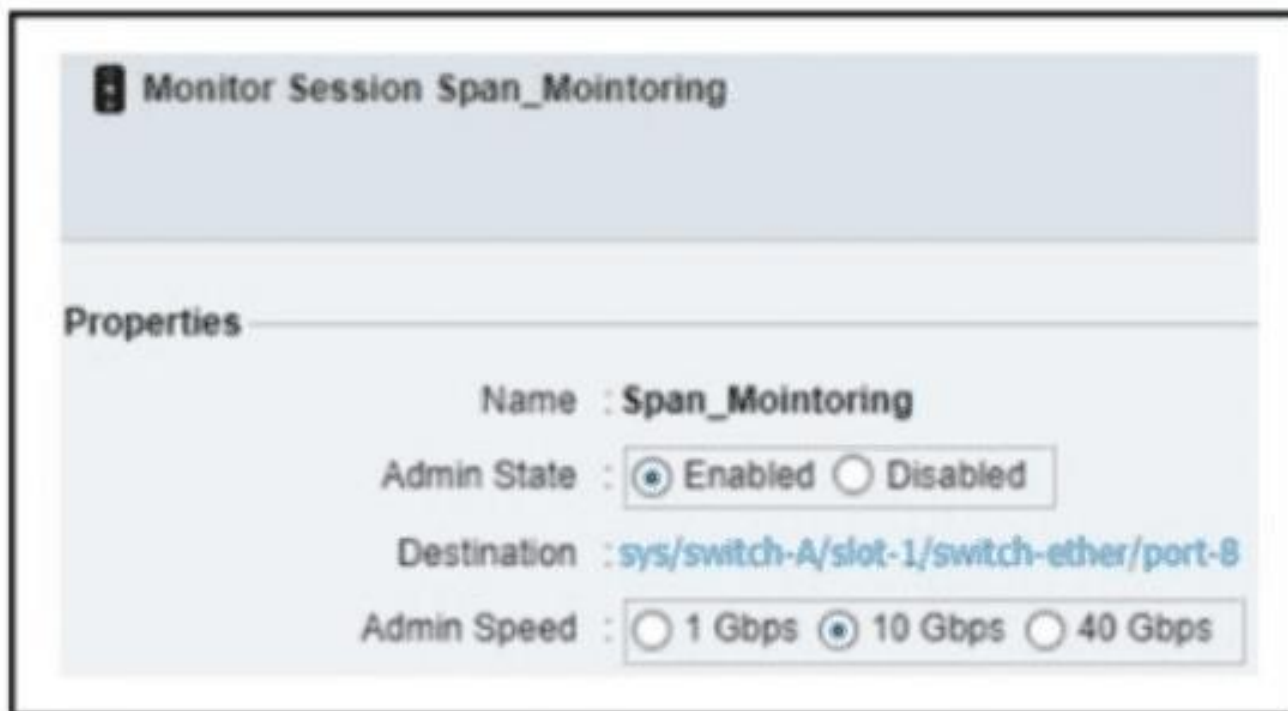 Monitor Session Span_Mointoring
Properties
Name : Span_Mointoring
Admin State : Enabled Disabled
Destination : sys/switch-A/slot-1/switch-ether/port-8
Admin Speed : 1 Gbps 10 Gbps 40 Gbps